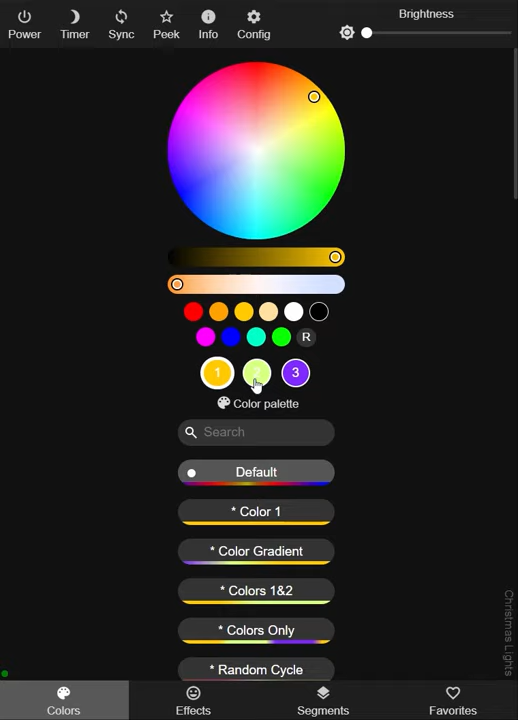 Power Timer Sync Peek Info Config
Brightness
R
1 2 3
Color palette
Search
Default
* Color 1
* Color Gradient
* Colors 1&2
* Colors Only
* Random Cycle
Christmas Lights
Colors Effects Segments Favorites